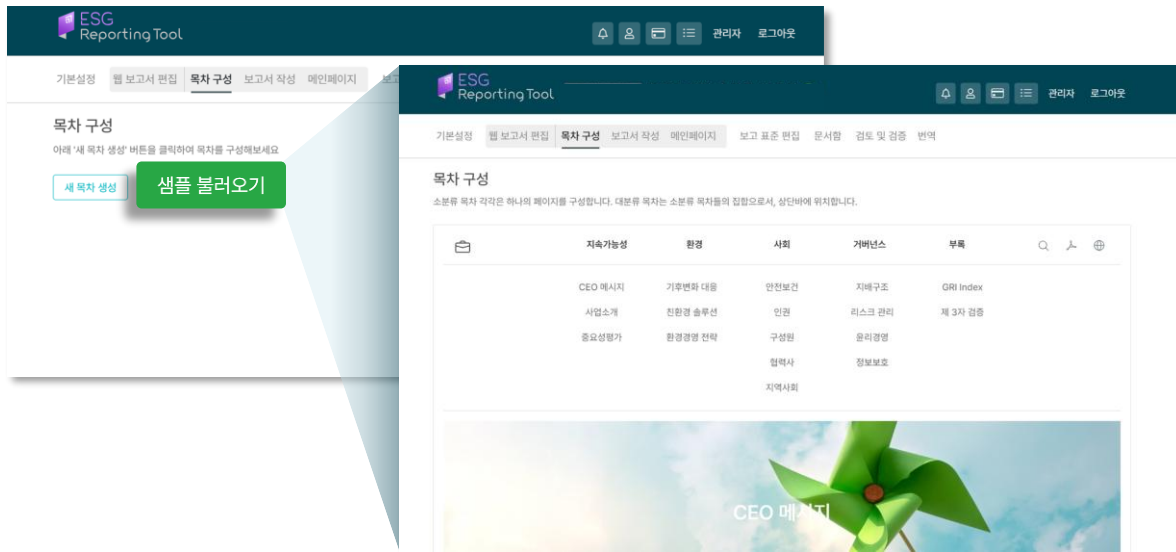 ESG
Reporting Tool
관리자 로그아웃
기본설정 웹 보고서 편집 목차 구성 보고서 작성 메인페이지
목차 구성
아래 '새 목차 생성' 버튼을 클릭하여 목차를 구성해보세요
새 목차 생성 샘플 불러오기
ESG
Reporting Tool
관리자 로그아웃
기본설정 웹 보고서 편집 목차 구성 보고서 작성 메인페이지 보고 표준 편집 문서함 검토 및 검증 번역
목차 구성
소분류 목차 각각은 하나의 페이지를 구성합니다. 대분류 목차는 소분류 목차들의 집합으로서, 상단바에 위치합니다.
지속가능성 환경 사회 거버넌스 부록
CEO 메시지 기후변화 대응 안전보건 지배구조 GRI Index
사업소개 친환경 솔루션 인권 리스크 관리 제 3자 검증
중요성평가 환경경영 전략 구성원 윤리경영
협력사 정보보호
지역사회
CEO 메시지